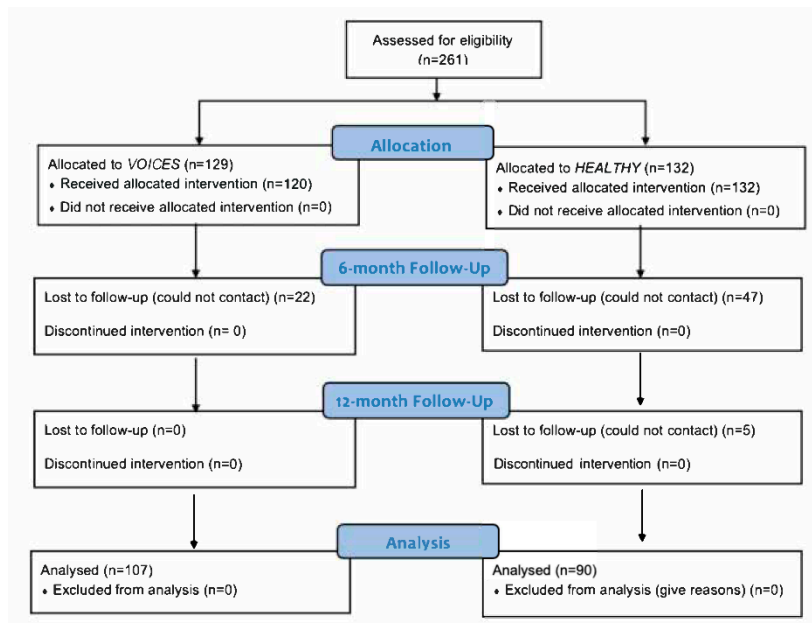 Assessed for eligibility
(n=261)
Allocation
Allocated to VOICES (n=129)
♦ Received allocated intervention (n=120)
♦ Did not receive allocated intervention (n=0)
Allocated to HEALTHY (n=132)
♦ Received allocated intervention (n=132)
♦ Did not receive allocated intervention (n=0)
6-month Follow-Up
Lost to follow-up (could not contact) (n=22)
Discontinued intervention (n= 0)
Lost to follow-up (could not contact) (n=47)
Discontinued intervention (n=0)
12-month Follow-Up
Lost to follow-up (n=0)
Discontinued intervention (n=0)
Lost to follow-up (could not contact) (n=5)
Discontinued intervention (n=0)
Analysis
Analysed (n=107)
♦ Excluded from analysis (n=0)
Analysed (n=90)
♦ Excluded from analysis (give reasons) (n=0)